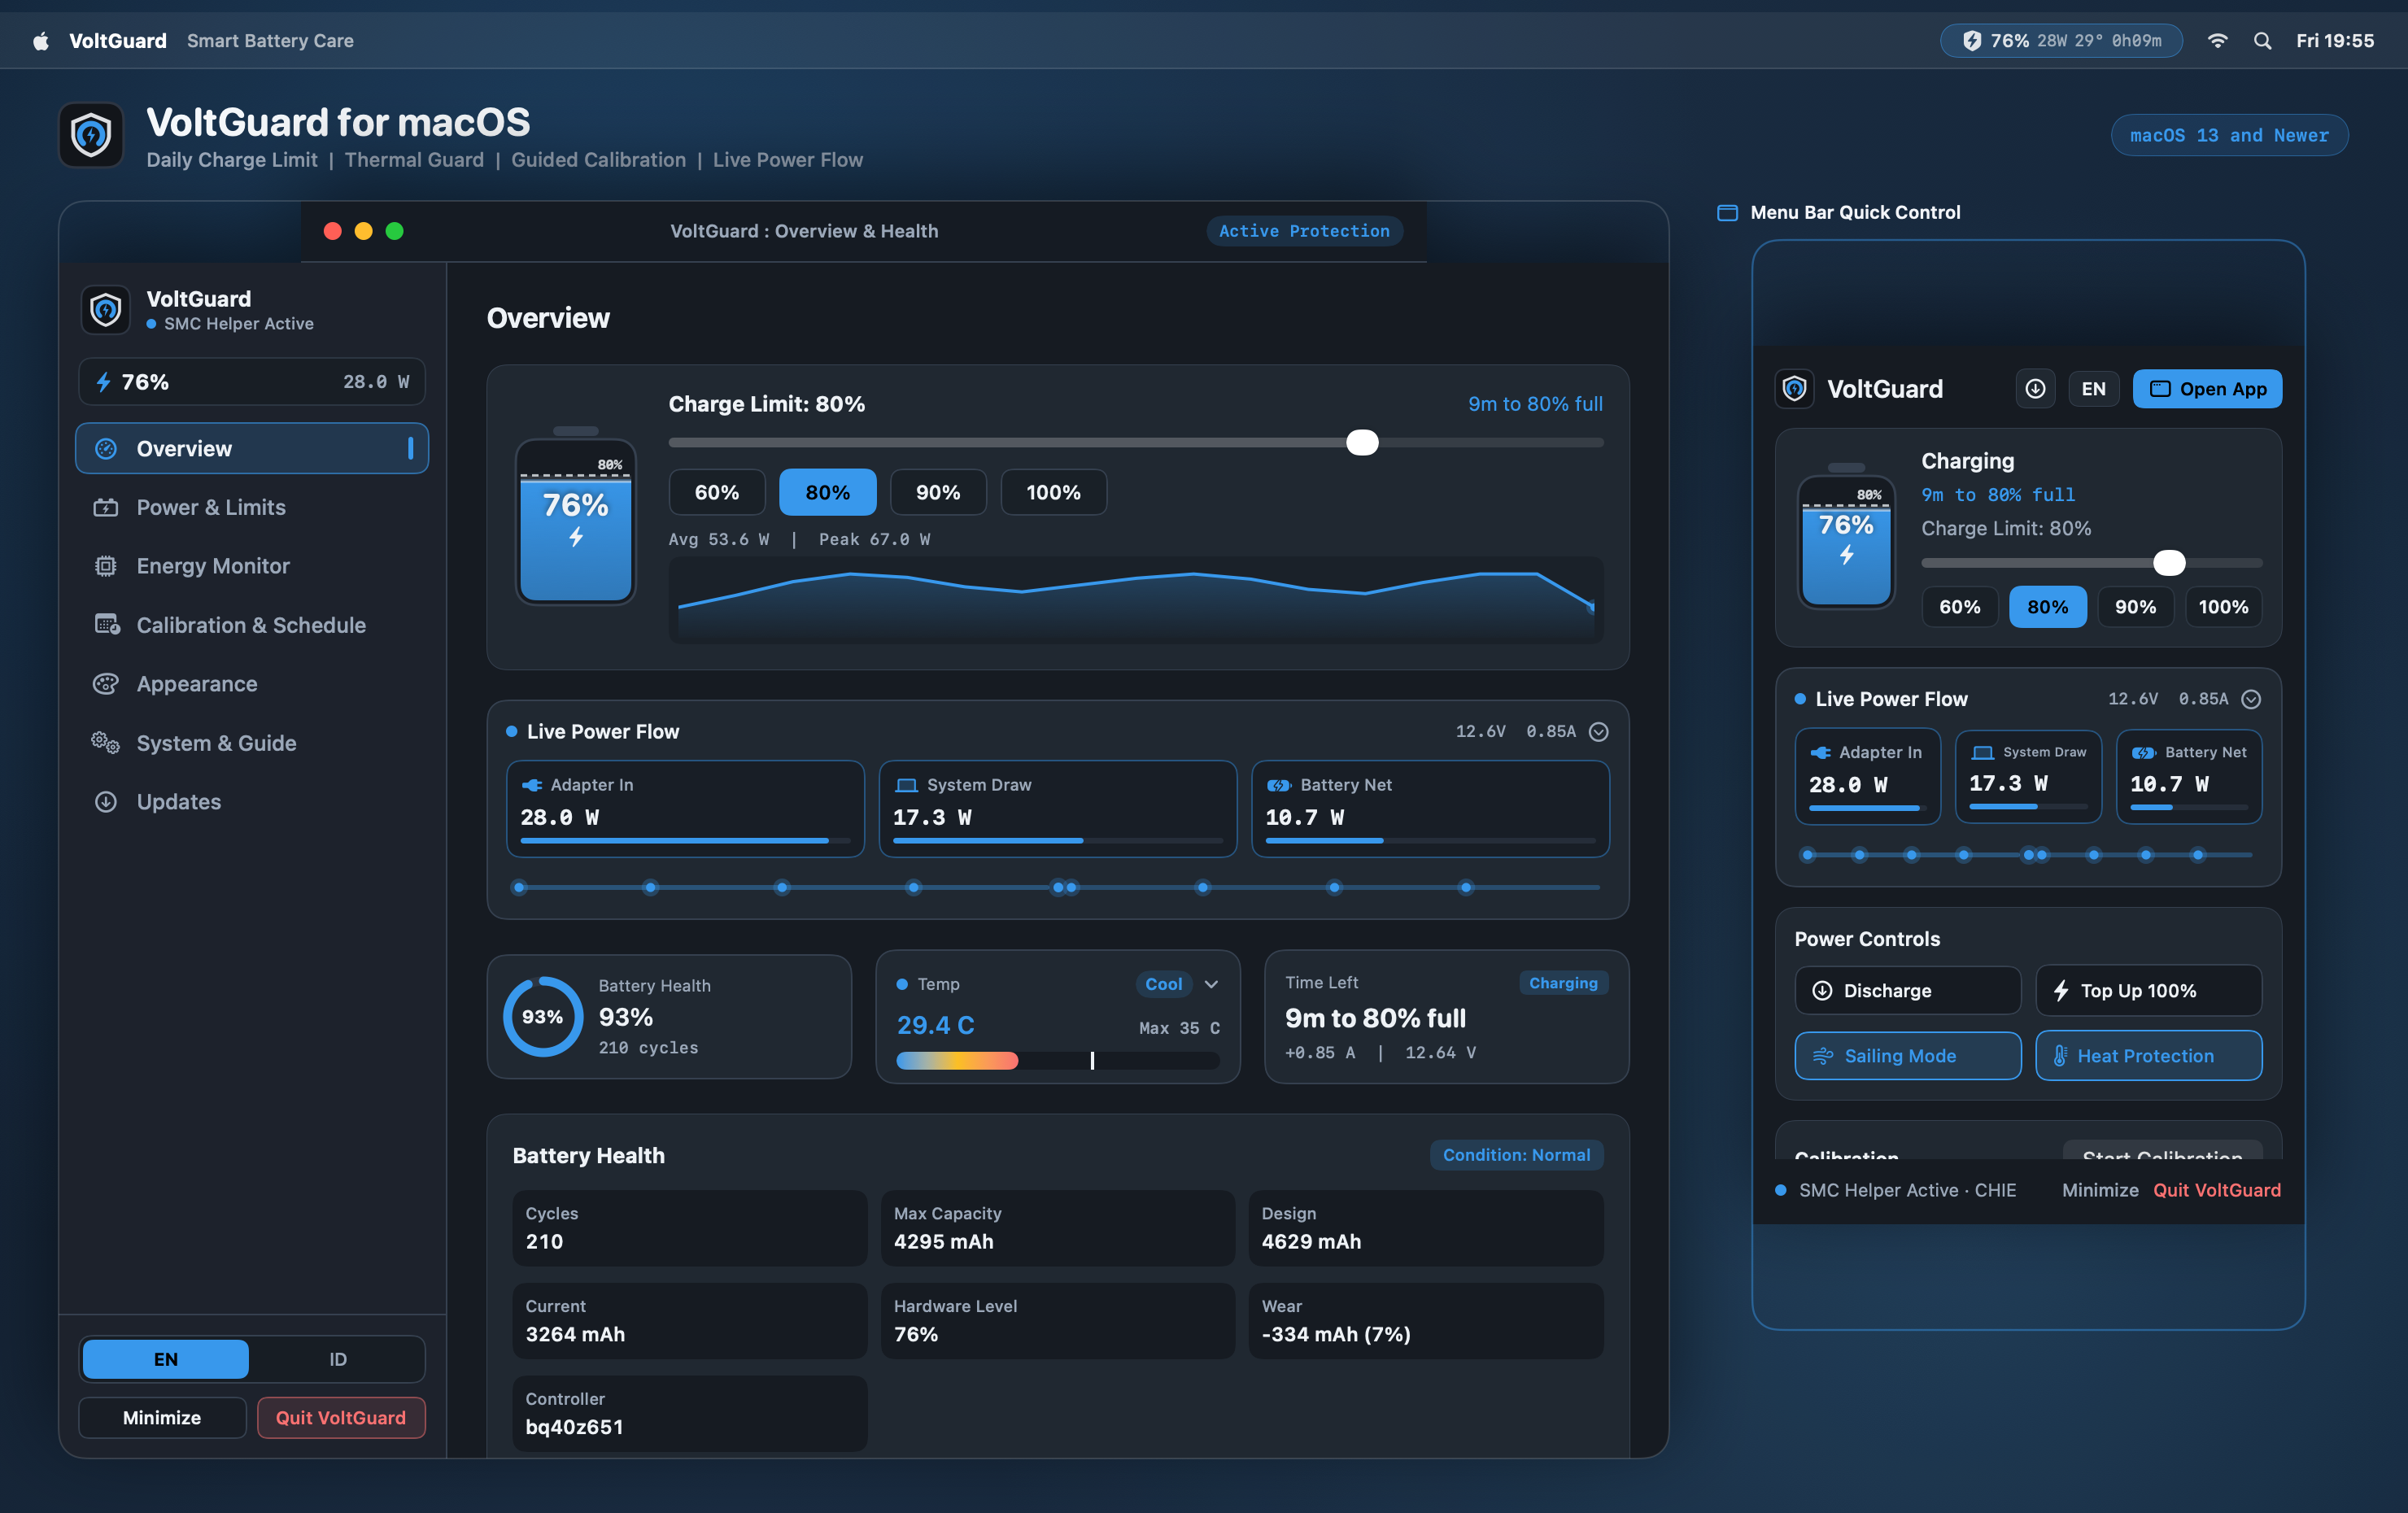 VoltGuard Smart Battery Care
76% 28W 29° 0h09m Fri 19:55
VoltGuard for macOS
Daily Charge Limit | Thermal Guard | Guided Calibration | Live Power Flow
macOS 13 and Newer
VoltGuard : Overview & Health
Active Protection
VoltGuard
SMC Helper Active
76% 28.0 W
Overview
Power & Limits
Energy Monitor
Calibration & Schedule
Appearance
System & Guide
Updates
EN ID
Minimize Quit VoltGuard
Overview
80%
76%
Charge Limit: 80% 9m to 80% full
60% 80% 90% 100%
Avg 53.6 W | Peak 67.0 W
Live Power Flow 12.6V 0.85A
Adapter In
28.0 W
System Draw
17.3 W
Battery Net
10.7 W
93%
Battery Health
93%
210 cycles
Temp Cool
29.4 C Max 35 C
Time Left Charging
9m to 80% full
+0.85 A | 12.64 V
Battery Health Condition: Normal
Cycles
210
Max Capacity
4295 mAh
Design
4629 mAh
Current
3264 mAh
Hardware Level
76%
Wear
-334 mAh (7%)
Controller
bq40z651
Menu Bar Quick Control
VoltGuard EN Open App
80%
76%
Charging
9m to 80% full
Charge Limit: 80%
60% 80% 90% 100%
Live Power Flow 12.6V 0.85A
Adapter In
28.0 W
System Draw
17.3 W
Battery Net
10.7 W
Power Controls
Discharge Top Up 100%
Sailing Mode Heat Protection
Calibration Start Calibration
SMC Helper Active · CHIE Minimize Quit VoltGuard